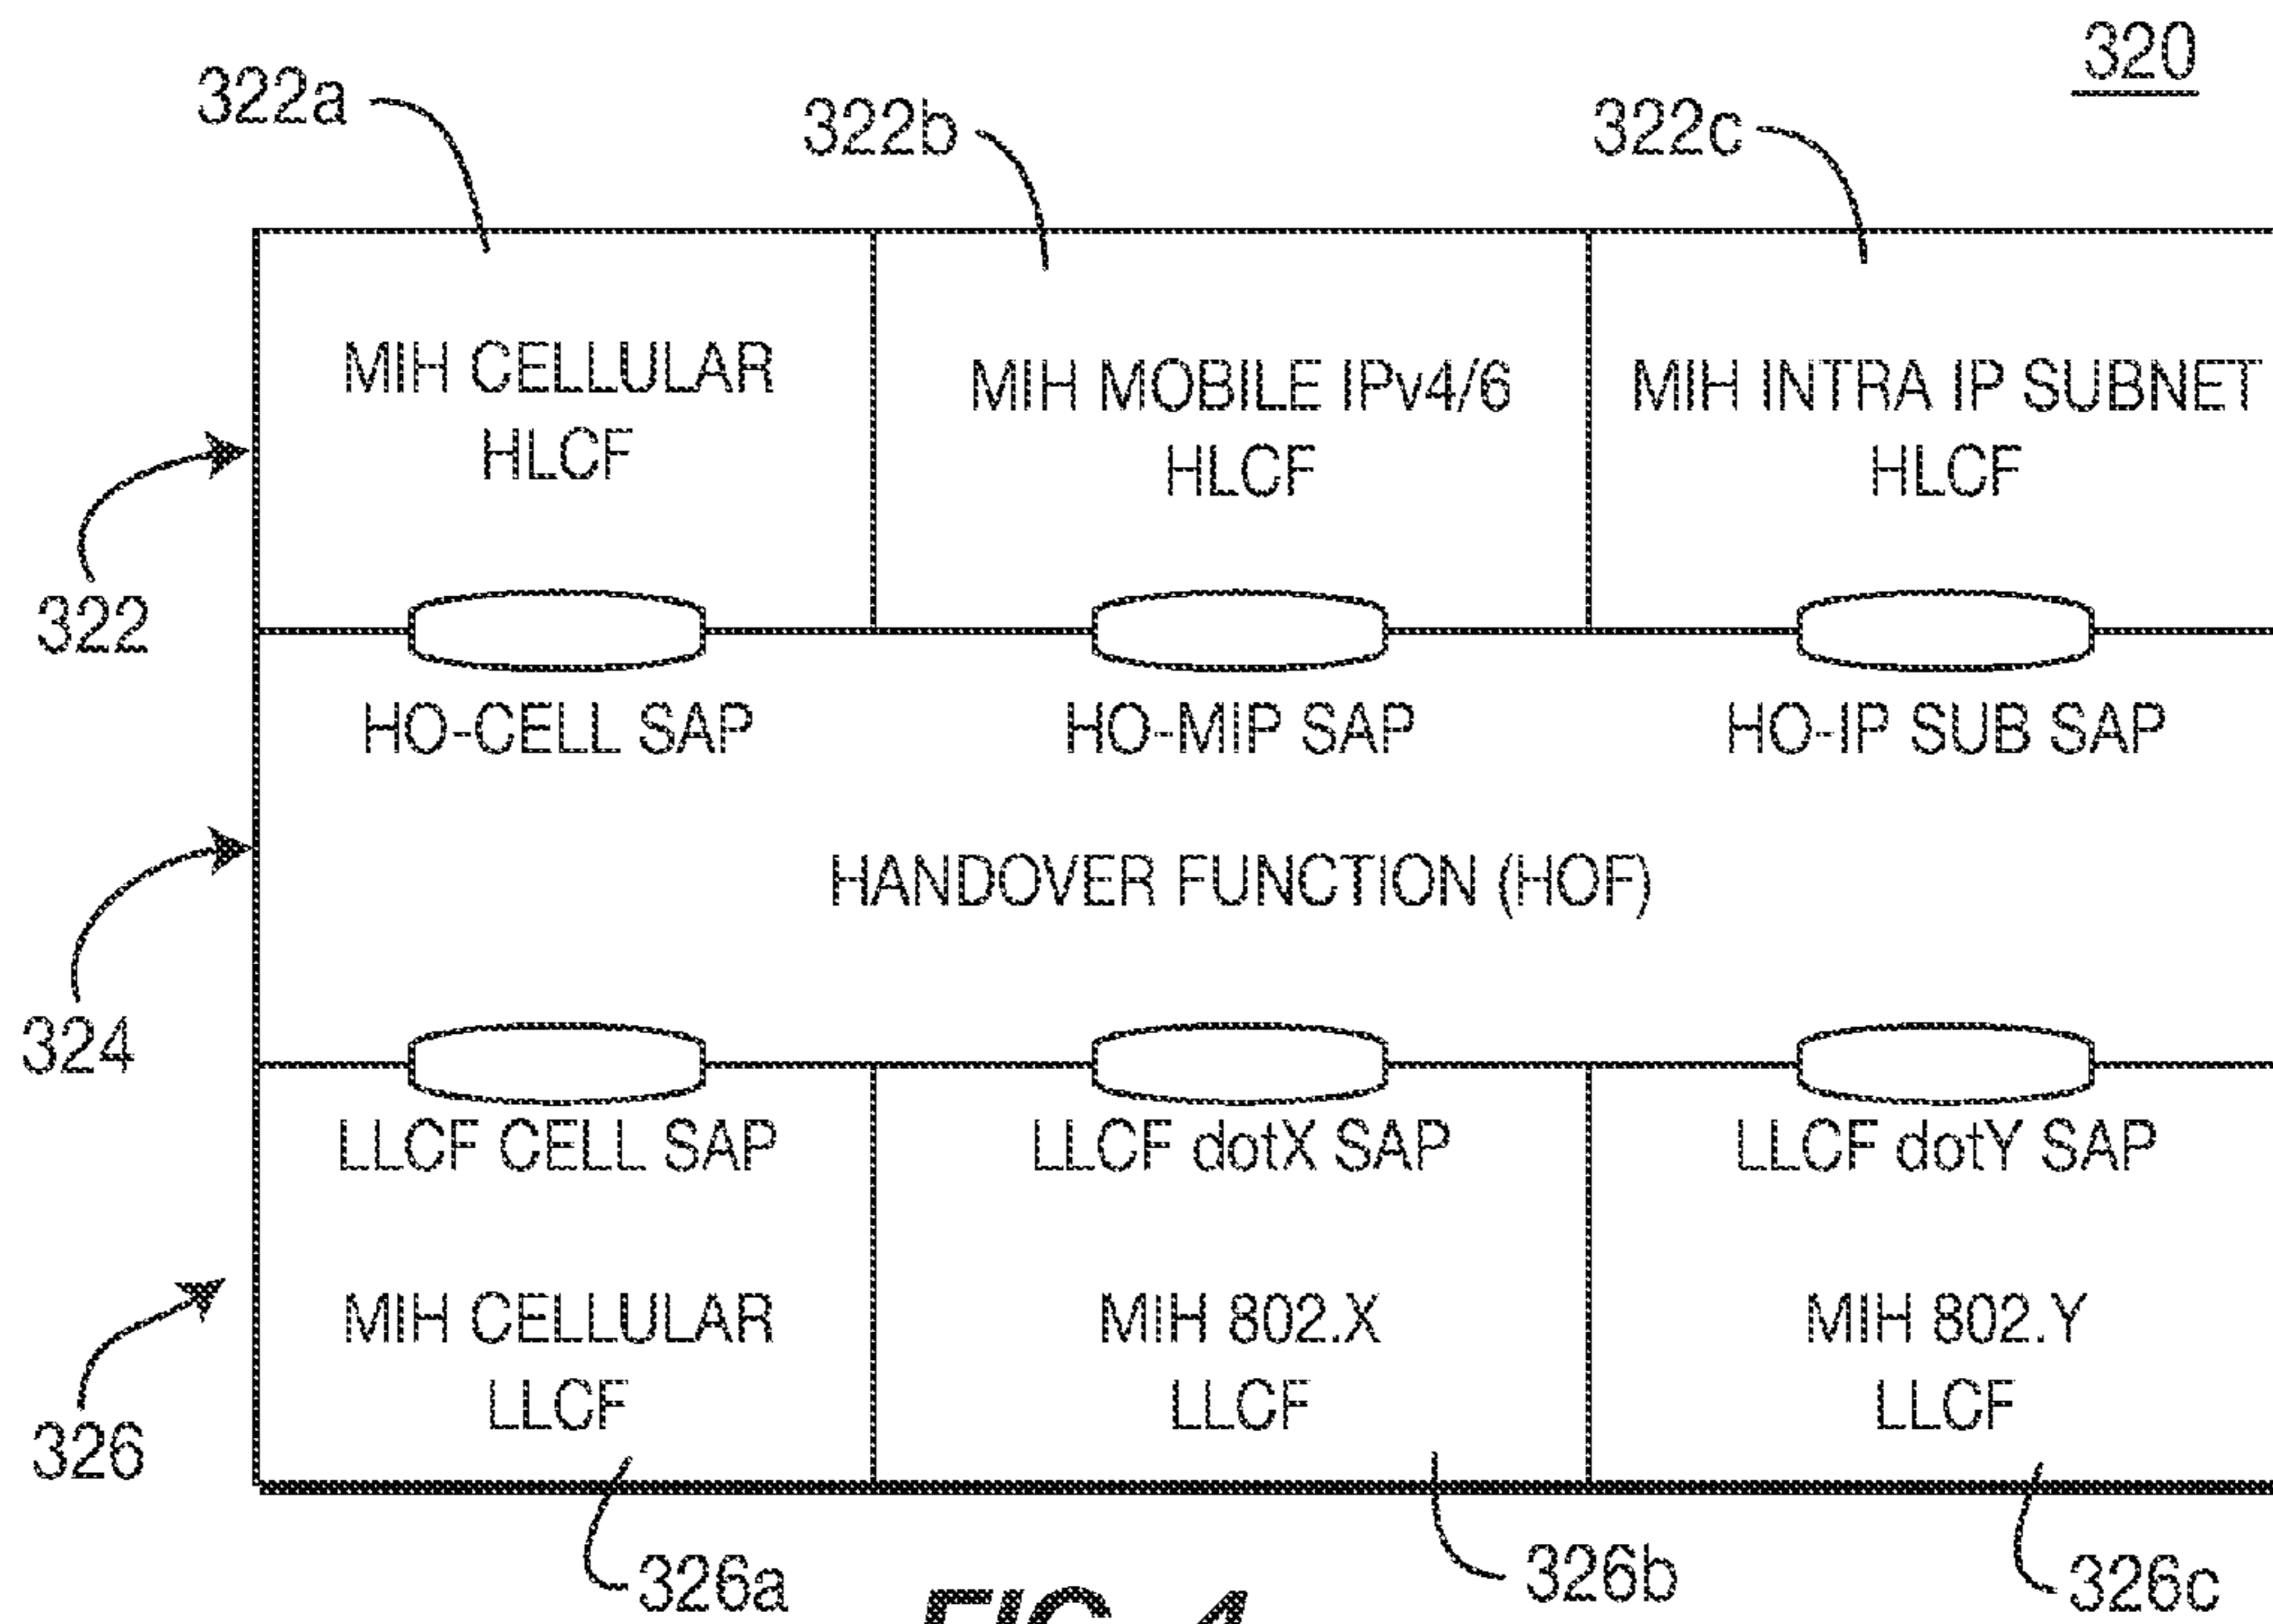 320
322a
322b
322c
MIH CELLULAR
HLCF
MIH MOBILE IPv4/6
HLCF
MIH INTRA IP SUBNET
HLCF
322
HO-CELL SAP
HO-MIP SAP
HO-IP SUB SAP
HANDOVER FUNCTION (HOF)
324
LLCF CELL SAP
LLCF dotX SAP
LLCF dotY SAP
MIH CELLULAR
LLCF
MIH 802.X
LLCF
MIH 802.Y
LLCF
326
326a
326b
326c
FIG. 4